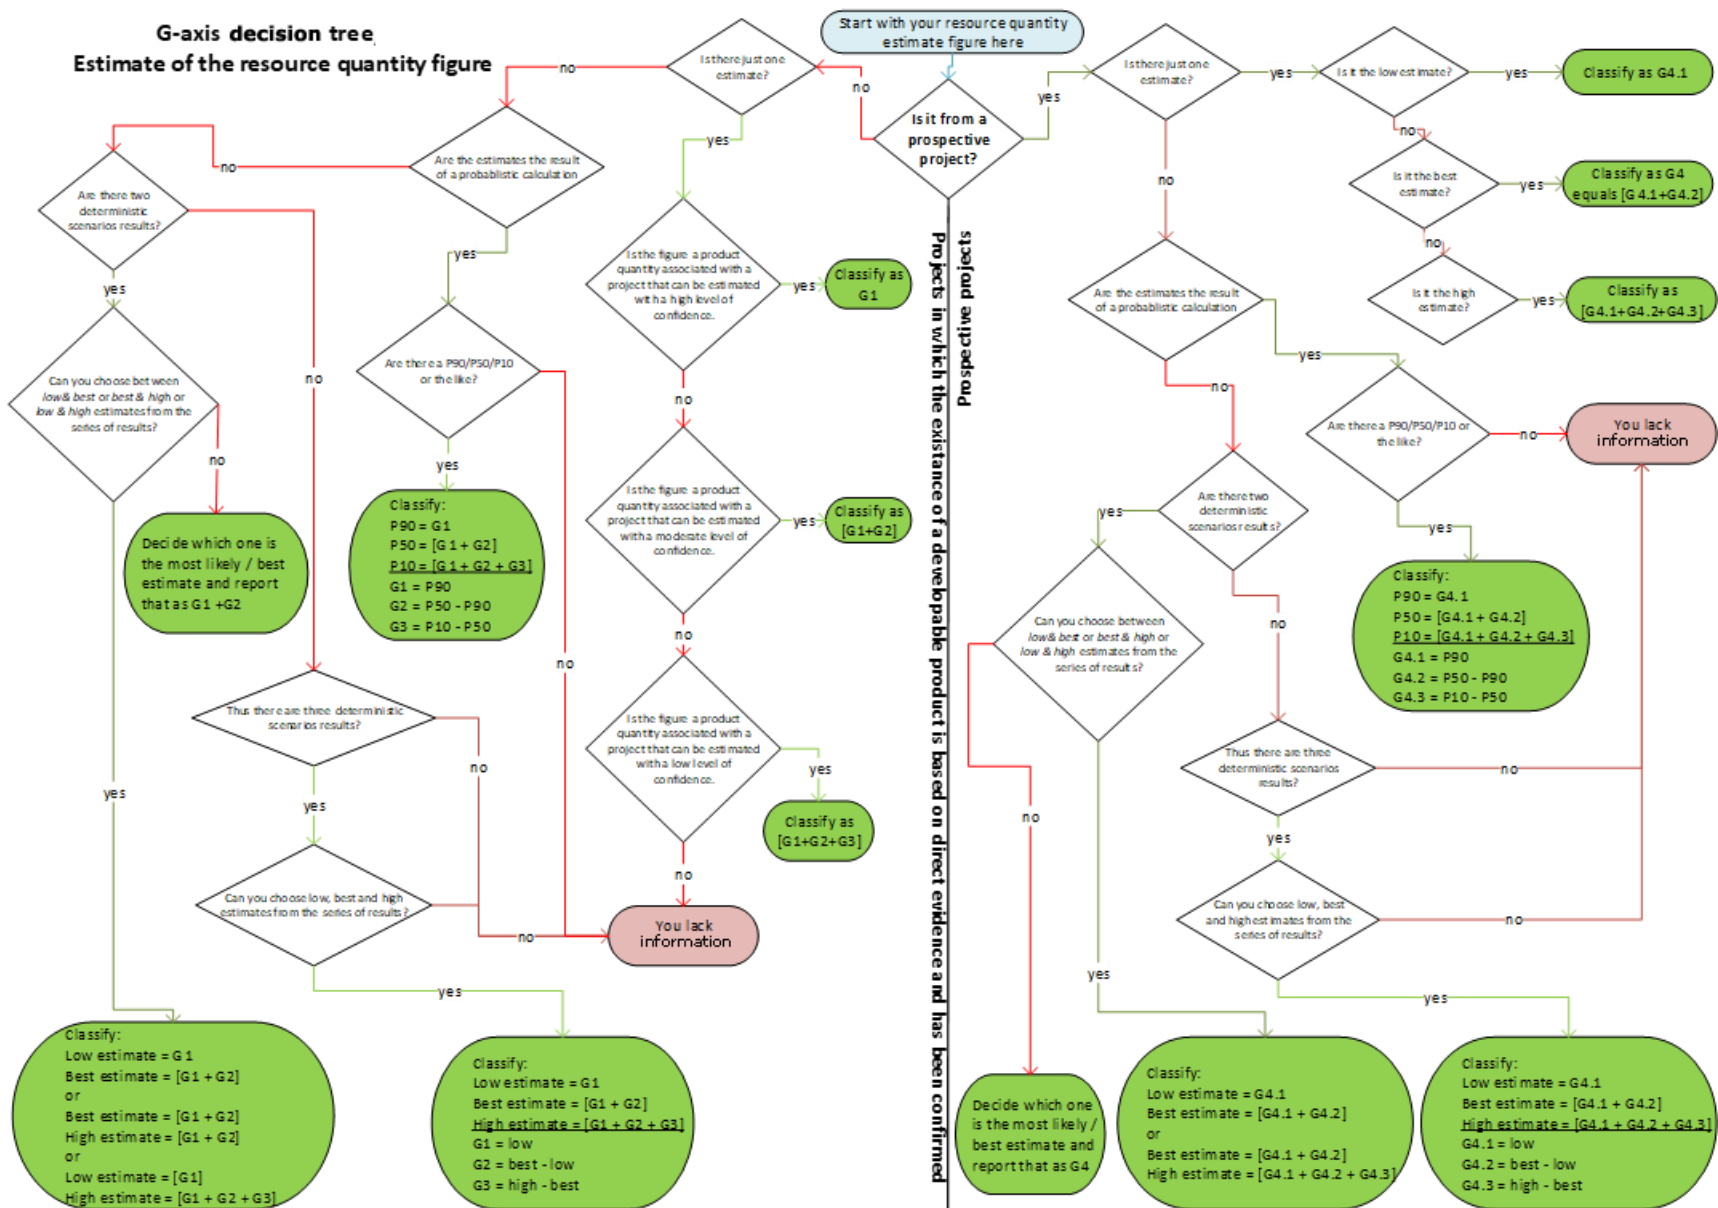 G-axis decision tree
Estimate of the resource quantity figure
Start with your resource quantity
estimate figure here
Is it from a
prospective
project?
no
yes
Is there just one
estimate?
no
yes
Are the estimates the result
of a probablistic calculation
no
yes
Are there two
deterministic
scenarios results?
yes
no
Can you choose between
low & best or best & high or
low & high estimates from the
series of results?
no
yes
Decide which one is
the most likely / best
estimate and report
that as G1 +G2
Are there a P90/P50/P10
or the like?
yes
no
Classify:
P90 = G1
P50 = [G1 + G2]
P10 = [G1 + G2 + G3]
G1 = P90
G2 = P50 - P90
G3 = P10 - P50
Is the figure a product
quantity associated with a
project that can be estimated
with a high level of
confidence.
yes
Classify as
G1
no
Is the figure a product
quantity associated with a
project that can be estimated
with a moderate level of
confidence.
yes
Classify as
[G1+G2]
no
Is the figure a product
quantity associated with a
project that can be estimated
with a low level of
confidence.
yes
Classify as
[G1+G2+G3]
no
You lack
information
Thus there are three deterministic
scenarios results?
no
yes
Can you choose low, best and high
estimates from the series of results?
no
yes
Classify:
Low estimate = G1
Best estimate = [G1 + G2]
or
Best estimate = [G1 + G2]
High estimate = [G1 + G2]
or
Low estimate = [G1]
High estimate = [G1 + G2 + G3]
Classify:
Low estimate = G1
Best estimate = [G1 + G2]
High estimate = [G1 + G2 + G3]
G1 = low
G2 = best - low
G3 = high - best
Prospective projects
Projects in which the existance of a developable product is based on direct evidence and has been confirmed
Is there just one
estimate?
yes
no
Is it the low estimate?
yes
Classify as G4.1
no
Is it the best
estimate?
yes
Classify as G4
equals [G4.1+G4.2]
no
Is it the high
estimate?
yes
Classify as
[G4.1+G4.2+G4.3]
Are the estimates the result
of a probablistic calculation
yes
no
Are there a P90/P50/P10 or
the like?
no
You lack
information
yes
Classify:
P90 = G4.1
P50 = [G4.1 + G4.2]
P10 = [G4.1 + G4.2 + G4.3]
G4.1 = P90
G4.2 = P50 - P90
G4.3 = P10 - P50
Are there two
deterministic
scenarios results?
yes
no
Can you choose between
low & best or best & high or
low & high estimates from the
series of results?
no
yes
Thus there are three
deterministic scenarios
results?
no
yes
Can you choose low, best
and high estimates from the
series of results?
no
yes
Decide which one
is the most likely /
best estimate and
report that as G4
Classify:
Low estimate = G4.1
Best estimate = [G4.1 + G4.2]
or
Best estimate = [G4.1 + G4.2]
High estimate = [G4.1 + G4.2 + G4.3]
Classify:
Low estimate = G4.1
Best estimate = [G4.1 + G4.2]
High estimate = [G4.1 + G4.2 + G4.3]
G4.1 = low
G4.2 = best - low
G4.3 = high - best